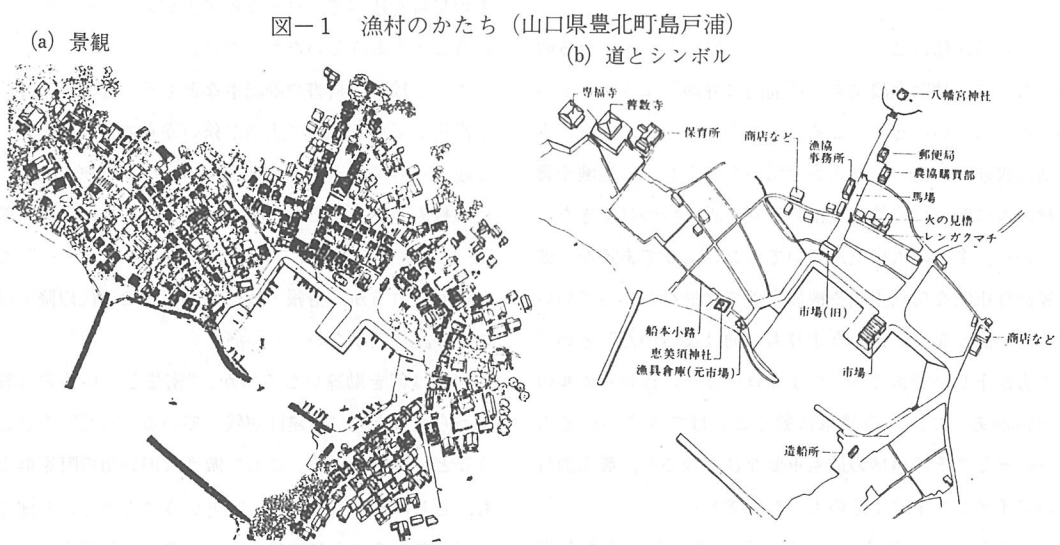 図－1　漁村のかたち（山口県豊北町島戸浦）
(a) 景観
(b) 道とシンボル
専福寺
普数寺
保育所
商店など
漁協
事務所
八幡宮神社
郵便局
農協購買部
馬場
火の見櫓
レンガクマチ
市場(旧)
船本小路
恵美須神社
漁具倉庫(元市場)
市場
商店など
造船所